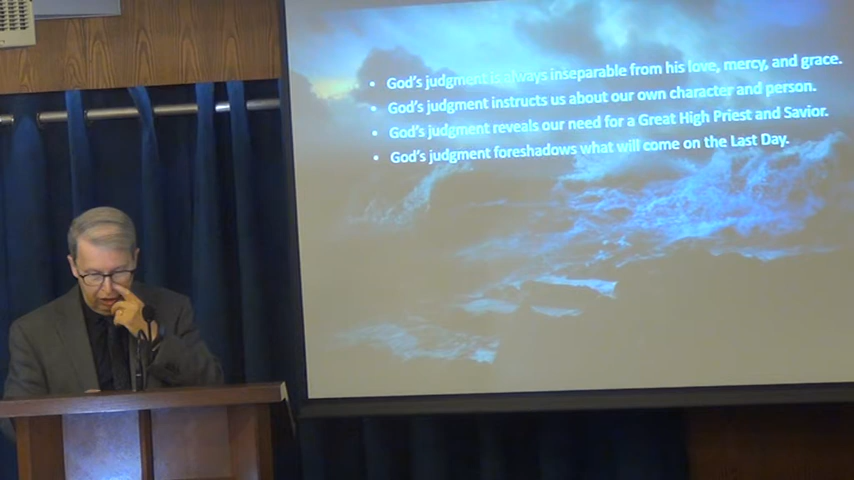 • God's judgment is always inseparable from his love, mercy, and grace.
• God's judgment instructs us about our own character and person.
• God's judgment reveals our need for a Great High Priest and Savior.
• God's judgment foreshadows what will come on the Last Day.